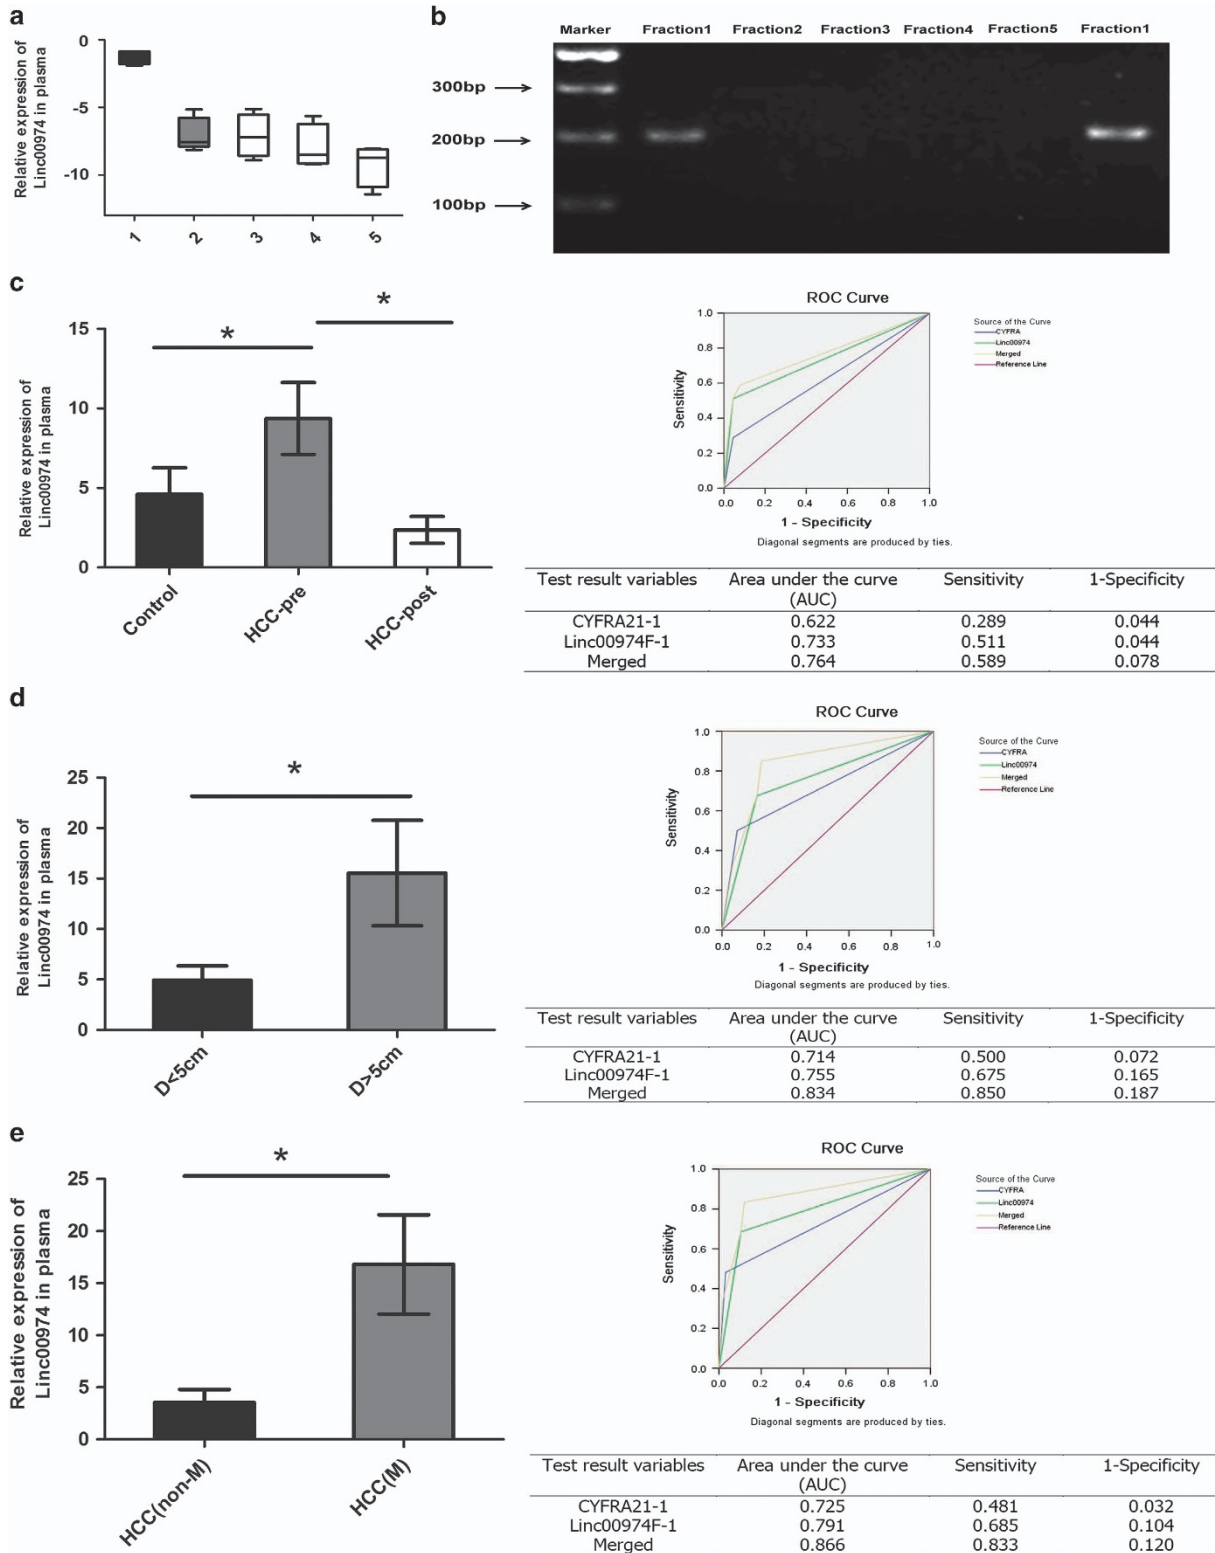 a
Relative expression of
Linc00974 in plasma
0
-5
-10
1
2
3
4
5
b
Marker Fraction1 Fraction2 Fraction3 Fraction4 Fraction5 Fraction1
300bp
200bp
100bp
c
Relative expression of
Linc00974 in plasma
15
10
5
0
*
*
Control
HCC-pre
HCC-post
ROC Curve
Sensitivity
1.0
0.8
0.6
0.4
0.2
0.0
0.0 0.2 0.4 0.6 0.8 1.0
1 - Specificity
Diagonal segments are produced by ties.
Source of the Curve
CYFRA
Linc00974
Merged
Reference Line
Test result variables Area under the curve (AUC) Sensitivity 1-Specificity
CYFRA21-1 0.622 0.289 0.044
Linc00974F-1 0.733 0.511 0.044
Merged 0.764 0.589 0.078
d
Relative expression of
Linc00974 in plasma
25
20
15
10
5
0
*
D<5cm
D>5cm
ROC Curve
Sensitivity
1.0
0.8
0.6
0.4
0.2
0.0
0.0 0.2 0.4 0.6 0.8 1.0
1 - Specificity
Diagonal segments are produced by ties.
Source of the Curve
CYFRA
Linc00974
Merged
Reference Line
Test result variables Area under the curve (AUC) Sensitivity 1-Specificity
CYFRA21-1 0.714 0.500 0.072
Linc00974F-1 0.755 0.675 0.165
Merged 0.834 0.850 0.187
e
Relative expression of
Linc00974 in plasma
25
20
15
10
5
0
*
HCC(non-M)
HCC(M)
ROC Curve
Sensitivity
1.0
0.8
0.6
0.4
0.2
0.0
0.0 0.2 0.4 0.6 0.8 1.0
1 - Specificity
Diagonal segments are produced by ties.
Source of the Curve
CYFRA
Linc00974
Merged
Reference Line
Test result variables Area under the curve (AUC) Sensitivity 1-Specificity
CYFRA21-1 0.725 0.481 0.032
Linc00974F-1 0.791 0.685 0.104
Merged 0.866 0.833 0.120